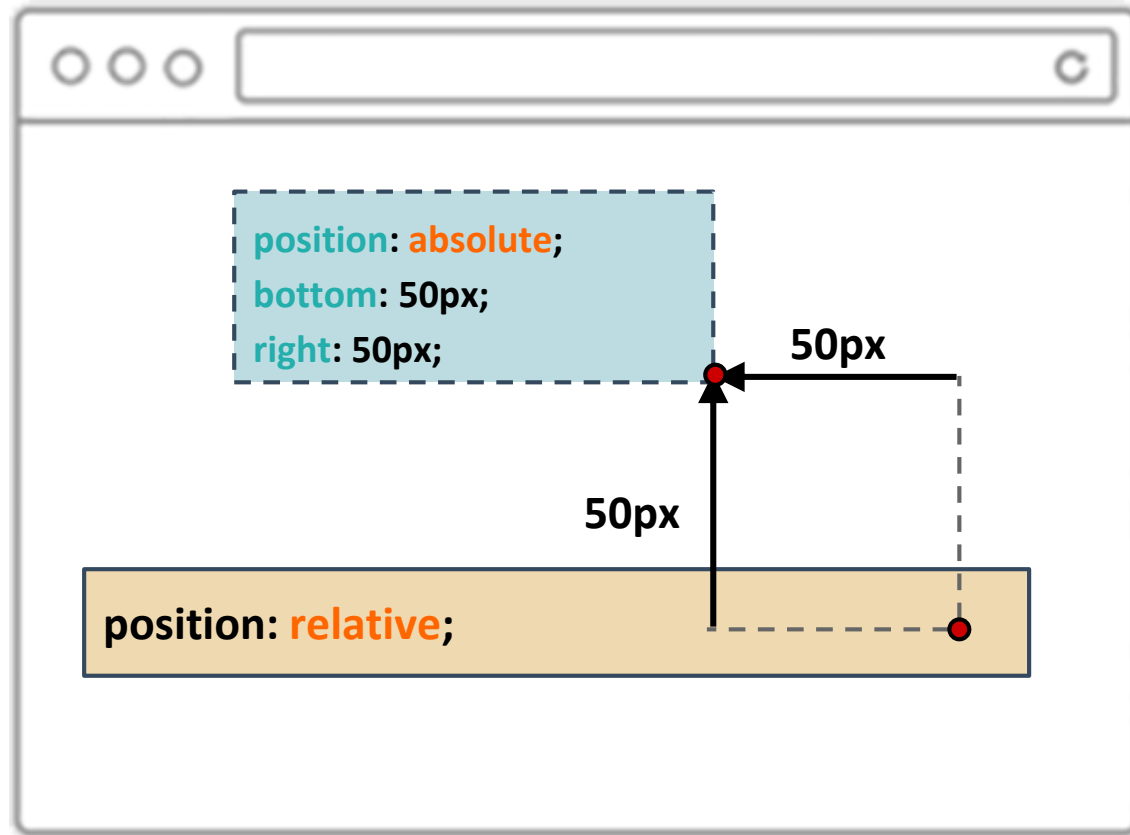 position: absolute;
bottom: 50px;
right: 50px;
50px
50px
position: relative;